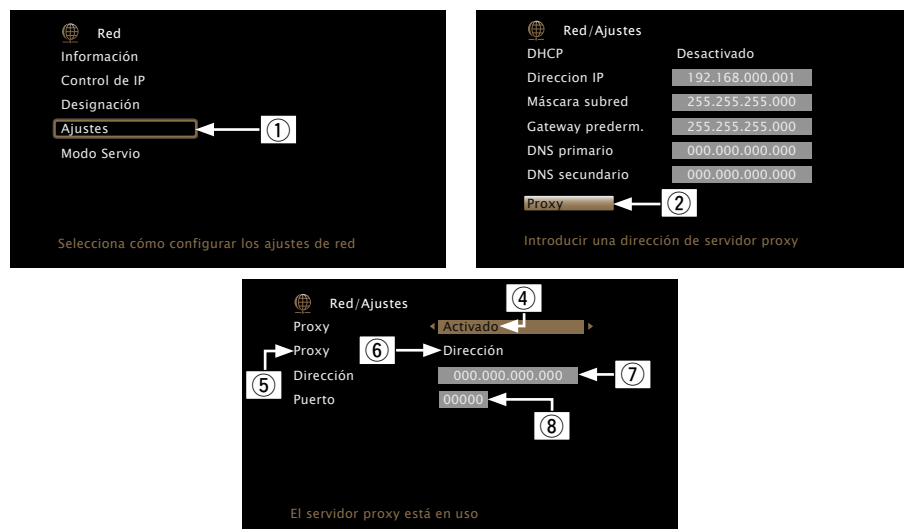 Red
Información
Control de IP
Designación
Ajustes
1
Modo Servio
Selecciona cómo configurar los ajustes de red
Red/Ajustes
DHCP Desactivado
Direccion IP 192.168.000.001
Máscara subred 255.255.255.000
Gateway prederm. 255.255.255.000
DNS primario 000.000.000.000
DNS secundario 000.000.000.000
Proxy 2
Introducir una dirección de servidor proxy
Red/Ajustes 4
Proxy Activado
Proxy 6 Dirección
5 Dirección 000.000.000.000 7
Puerto 00000
8
El servidor proxy está en uso